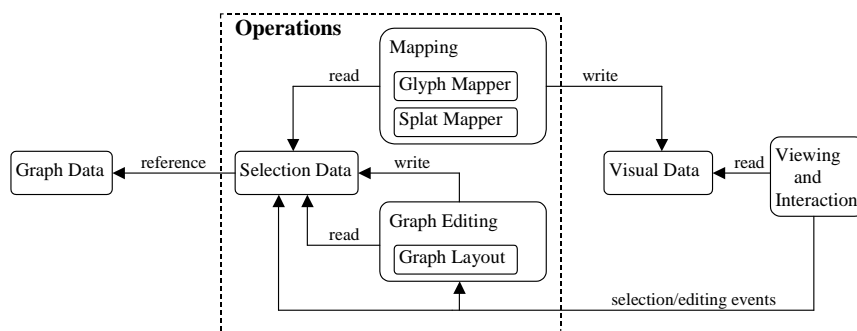 Operations
Mapping
read
write
Glyph Mapper
Splat Mapper
Graph Data
reference
Selection Data
write
Visual Data
read
Viewing
and
Interaction
Graph Editing
read
Graph Layout
selection/editing events